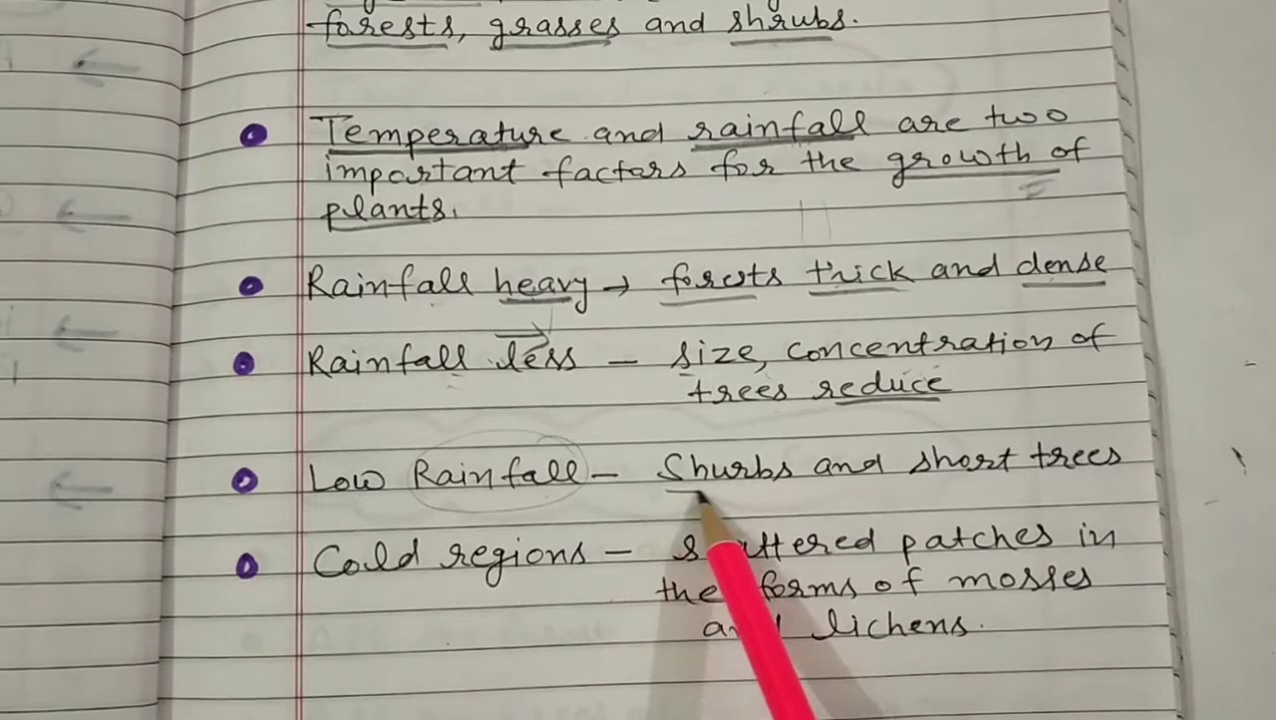 forests, grasses and shrubs.
Temperature and rainfall are two
important factors for the growth of
plants.
Rainfall heavy → forsts thick and dense
Rainfall less – size, concentration of
trees reduce
Low Rainfall – Shurbs and short trees
Cold regions – patches in
the forms of mosses
lichens.